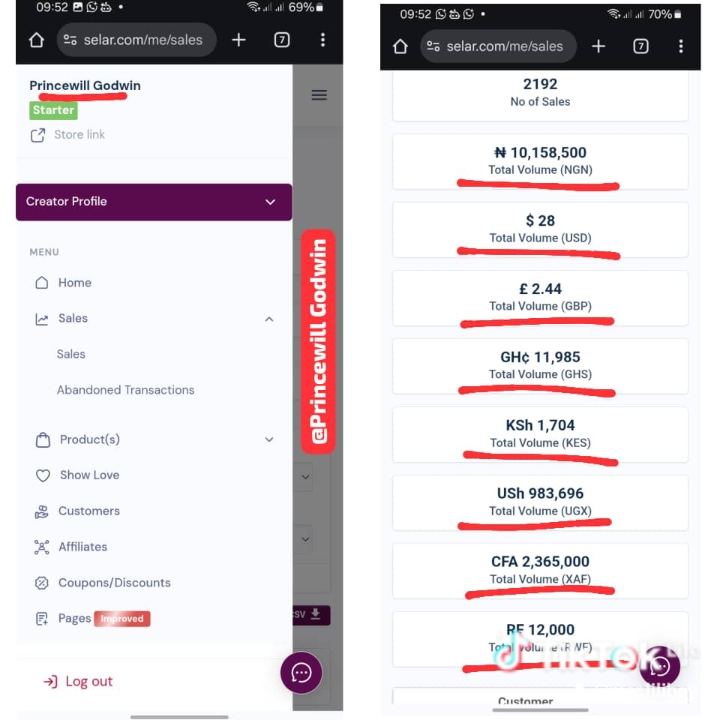 09:52 69%
selar.com/me/sales 7
Princewill Godwin
Starter
Store link
Creator Profile
MENU
Home
Sales
Sales
Abandoned Transactions
Product(s)
Show Love
Customers
Affiliates
Coupons/Discounts
Pages Improved
Log out
SV
@Princewill Godwin
09:52 70%
selar.com/me/sales 7
2192
No of Sales
₦ 10,158,500
Total Volume (NGN)
$ 28
Total Volume (USD)
£ 2.44
Total Volume (GBP)
GH¢ 11,985
Total Volume (GHS)
KSh 1,704
Total Volume (KES)
USh 983,696
Total Volume (UGX)
CFA 2,365,000
Total Volume (XAF)
RF 12,000
Total Volume (RWF)
TikTok
Customer